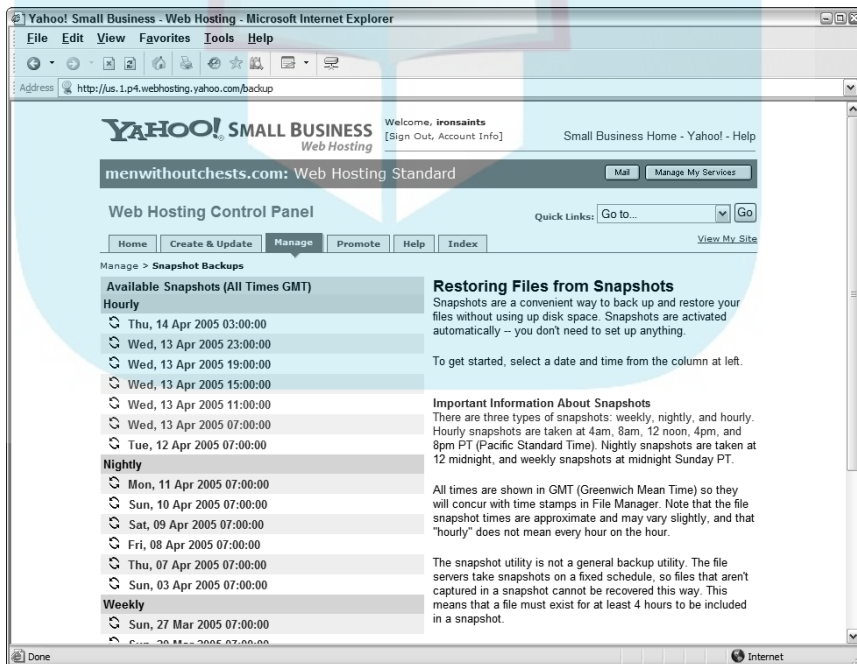 Yahoo! Small Business - Web Hosting - Microsoft Internet Explorer
File Edit View Favorites Tools Help
Address http://us.1.p4.webhosting.yahoo.com/backup
YAHOO! SMALL BUSINESS
Web Hosting
Welcome, ironsaints
[Sign Out, Account Info]
Small Business Home - Yahoo! - Help
menwithoutchests.com: Web Hosting Standard
Mail Manage My Services
Web Hosting Control Panel
Quick Links: Go to... Go
Home Create & Update Manage Promote Help Index
View My Site
Manage > Snapshot Backups
Available Snapshots (All Times GMT)
Hourly
Thu, 14 Apr 2005 03:00:00
Wed, 13 Apr 2005 23:00:00
Wed, 13 Apr 2005 19:00:00
Wed, 13 Apr 2005 15:00:00
Wed, 13 Apr 2005 11:00:00
Wed, 13 Apr 2005 07:00:00
Tue, 12 Apr 2005 07:00:00
Nightly
Mon, 11 Apr 2005 07:00:00
Sun, 10 Apr 2005 07:00:00
Sat, 09 Apr 2005 07:00:00
Fri, 08 Apr 2005 07:00:00
Thu, 07 Apr 2005 07:00:00
Sun, 03 Apr 2005 07:00:00
Weekly
Sun, 27 Mar 2005 07:00:00
Restoring Files from Snapshots
Snapshots are a convenient way to back up and restore your
files without using up disk space. Snapshots are activated
automatically -- you don't need to set up anything.
To get started, select a date and time from the column at left.
Important Information About Snapshots
There are three types of snapshots: weekly, nightly, and hourly.
Hourly snapshots are taken at 4am, 8am, 12 noon, 4pm, and
8pm PT (Pacific Standard Time). Nightly snapshots are taken at
12 midnight, and weekly snapshots at midnight Sunday PT.
All times are shown in GMT (Greenwich Mean Time) so they
will concur with time stamps in File Manager. Note that the file
snapshot times are approximate and may vary slightly, and that
"hourly" does not mean every hour on the hour.
The snapshot utility is not a general backup utility. The file
servers take snapshots on a fixed schedule, so files that aren't
captured in a snapshot cannot be recovered this way. This
means that a file must exist for at least 4 hours to be included
in a snapshot.
Done
Internet